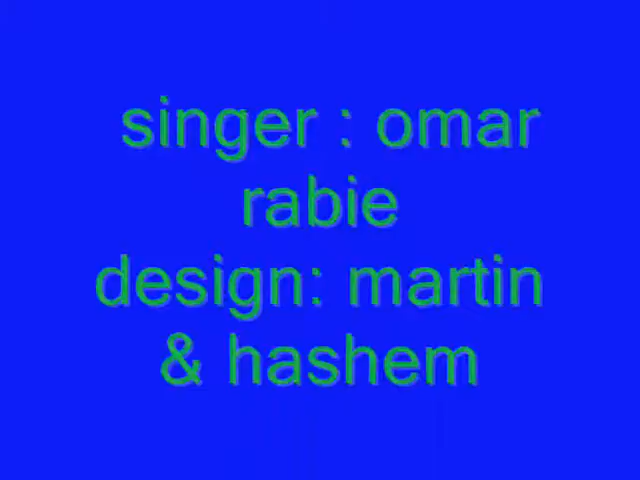 singer : omar
rabie
design: martin
& hashem